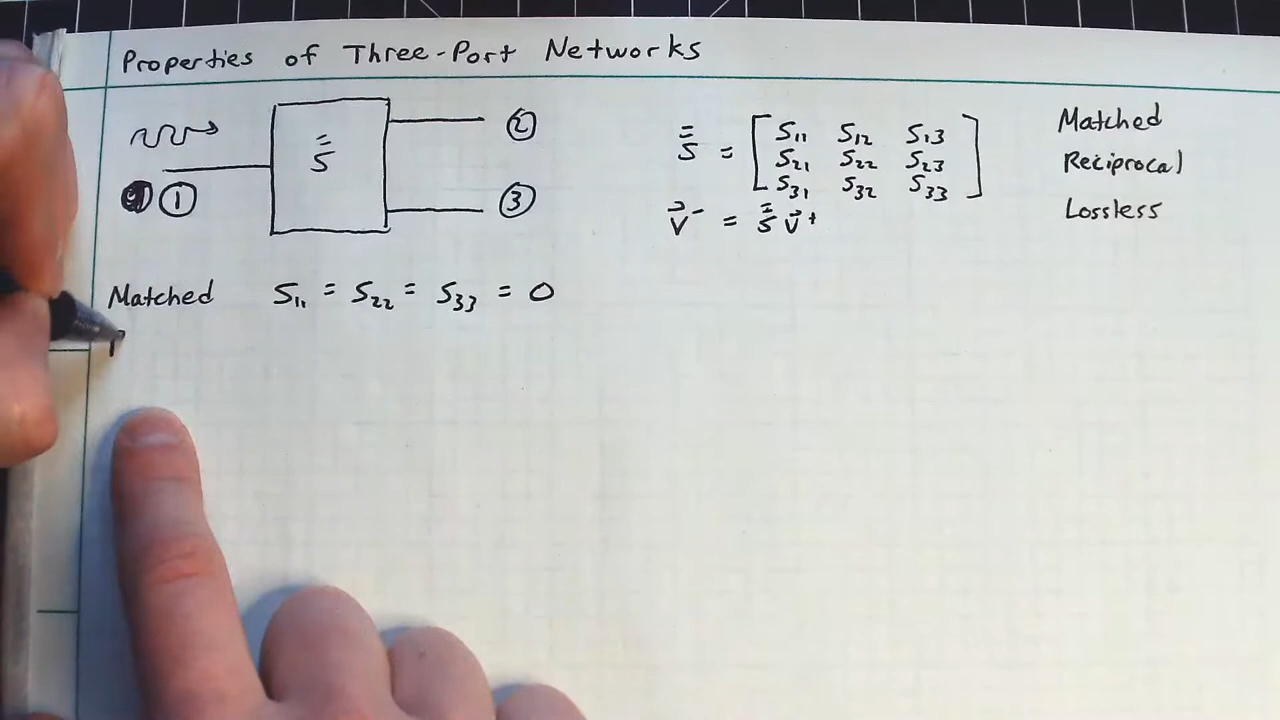 Properties of Three-Port Networks
S̿
①
②
③
S̿ = [ S₁₁ S₁₂ S₁₃
S₂₁ S₂₂ S₂₃
S₃₁ S₃₂ S₃₃ ]
V⃗⁻ = S̿ V⃗⁺
Matched
Reciprocal
Lossless
Matched S₁₁ = S₂₂ = S₃₃ = 0